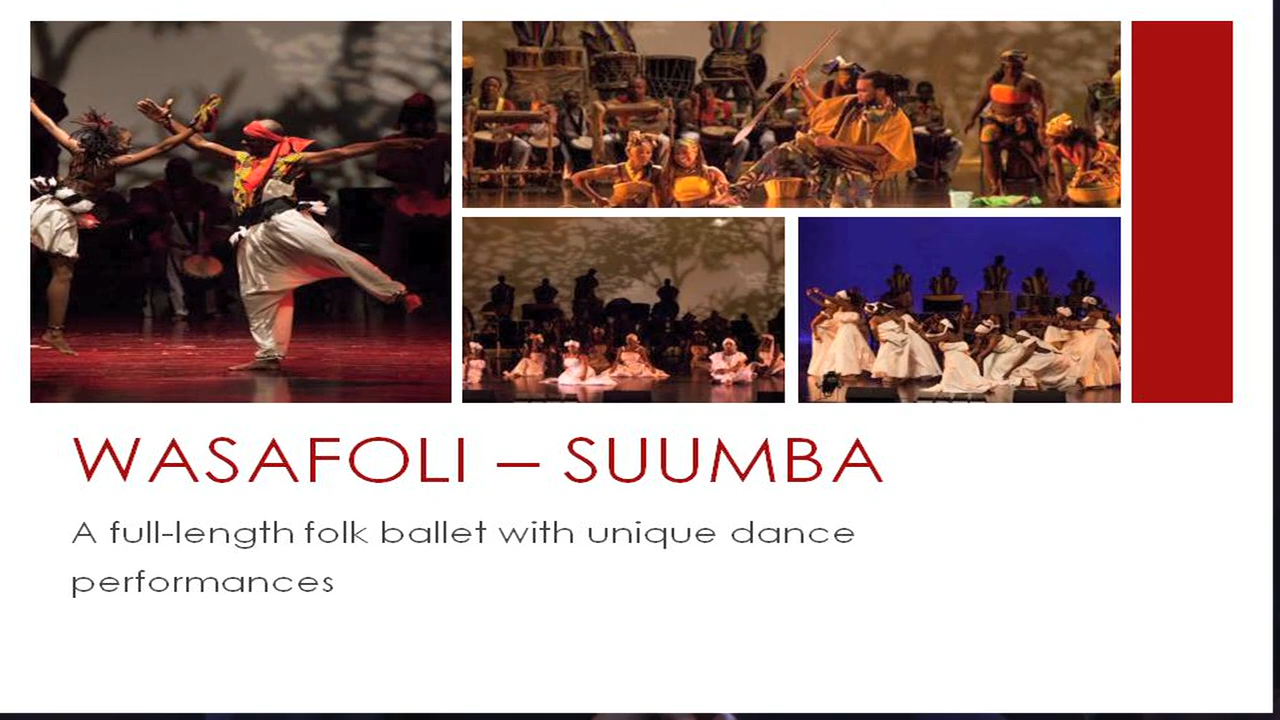 WASAFOLI – SUUMBA
A full-length folk ballet with unique dance
performances